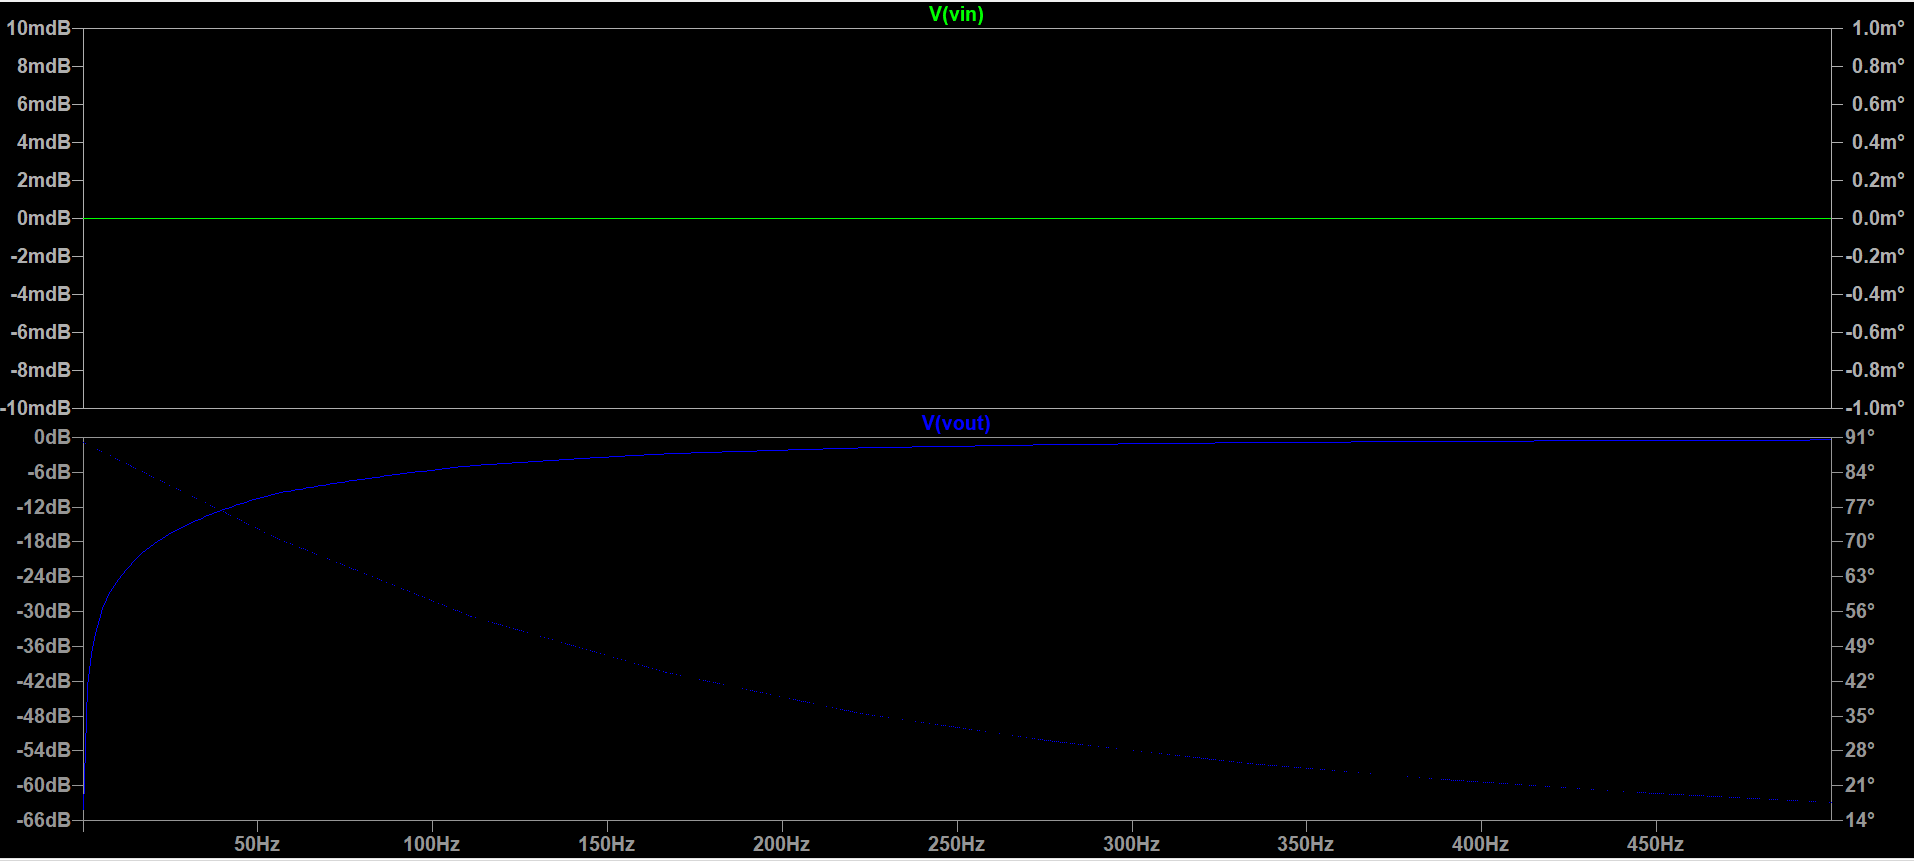 V(vin)
10mdB 1.0m°
8mdB 0.8m°
6mdB 0.6m°
4mdB 0.4m°
2mdB 0.2m°
0mdB 0.0m°
-2mdB -0.2m°
-4mdB -0.4m°
-6mdB -0.6m°
-8mdB -0.8m°
-10mdB -1.0m°
V(vout)
0dB 91°
-6dB 84°
-12dB 77°
-18dB 70°
-24dB 63°
-30dB 56°
-36dB 49°
-42dB 42°
-48dB 35°
-54dB 28°
-60dB 21°
-66dB 14°
50Hz 100Hz 150Hz 200Hz 250Hz 300Hz 350Hz 400Hz 450Hz